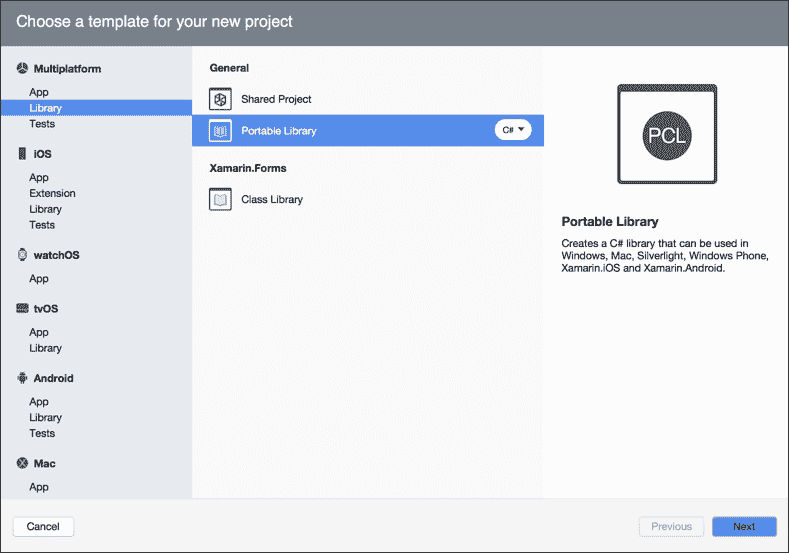 Choose a template for your new project
Multiplatform
App
Library
Tests
iOS
App
Extension
Library
Tests
watchOS
App
tvOS
App
Library
Android
App
Library
Tests
Mac
App
General
Shared Project
Portable Library
C#
Xamarin.Forms
Class Library
PCL
Portable Library
Creates a C# library that can be used in
Windows, Mac, Silverlight, Windows Phone,
Xamarin.iOS and Xamarin.Android.
Cancel
Previous
Next